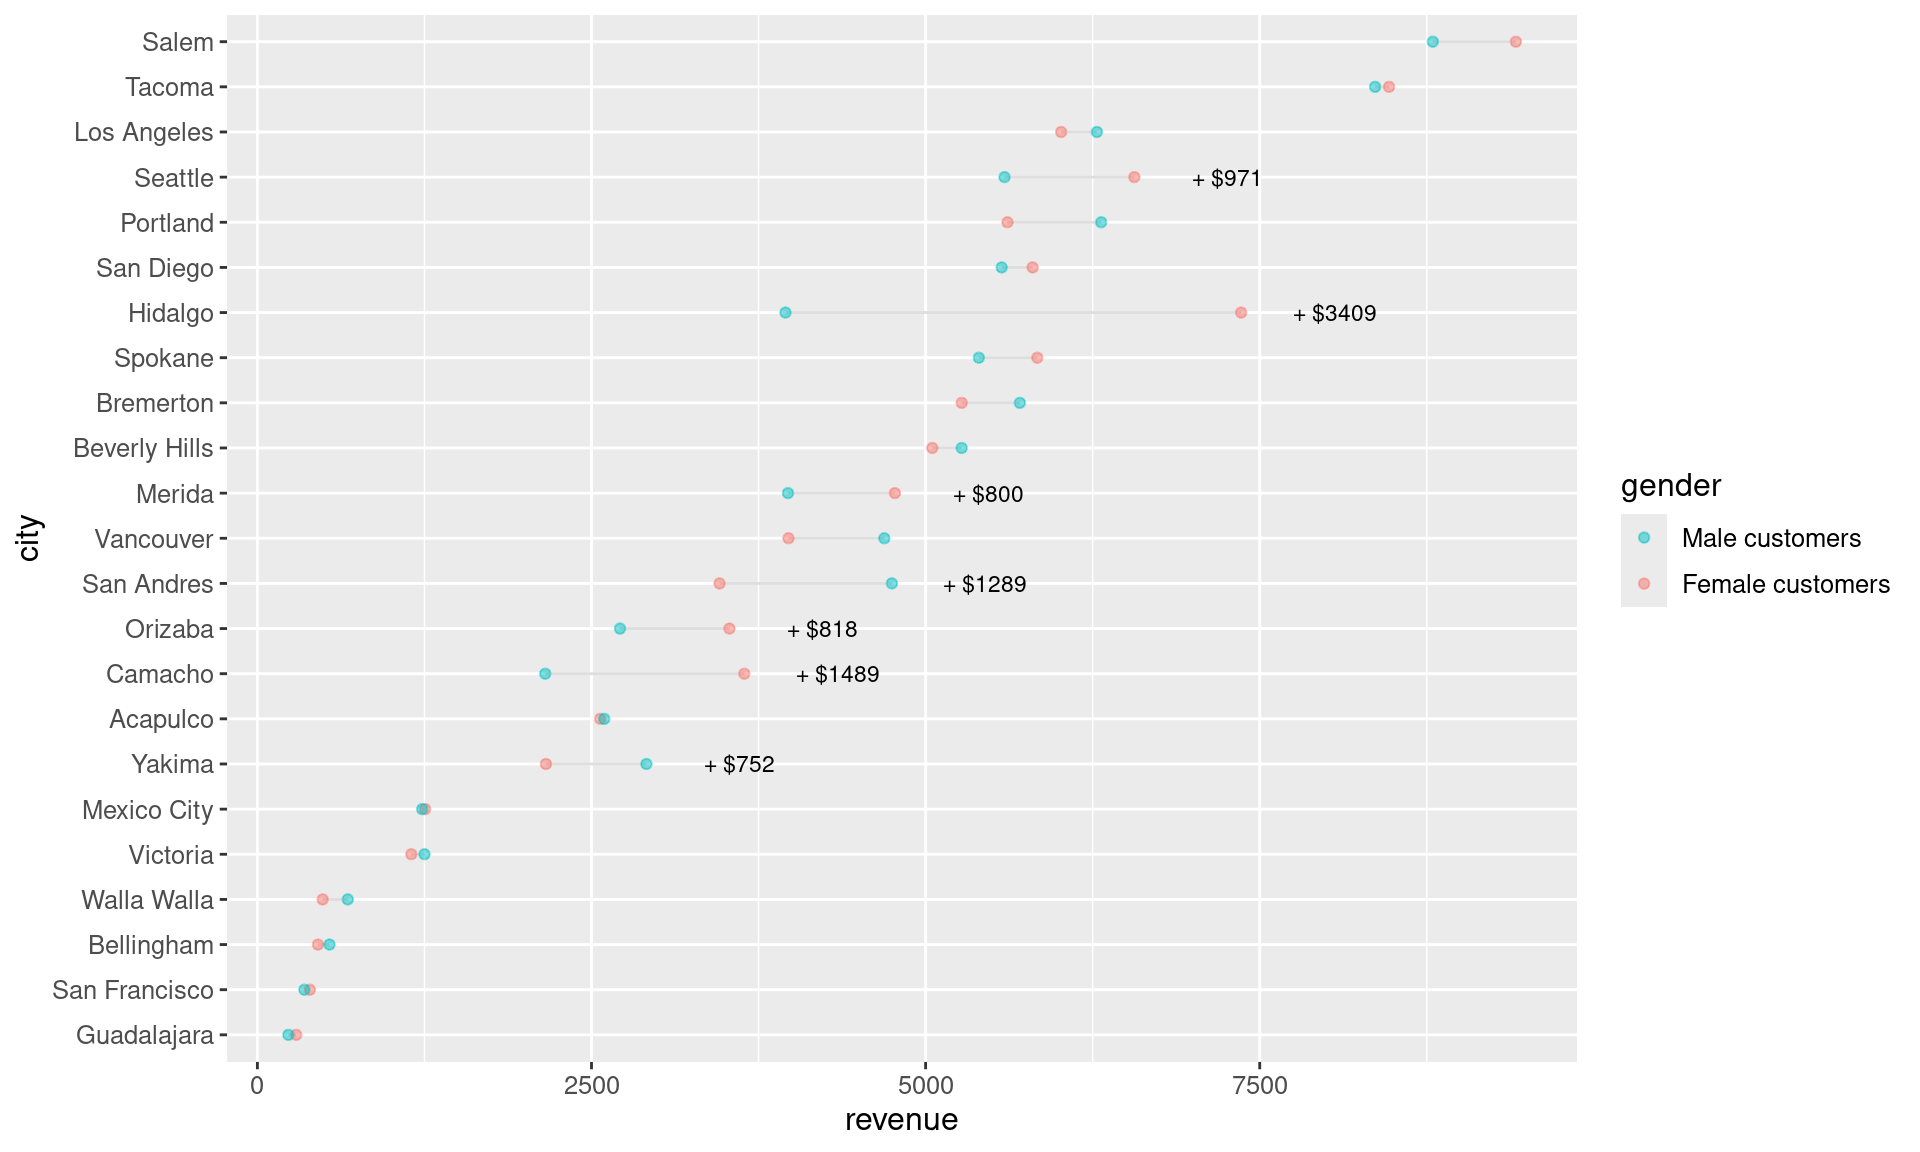 Salem
Tacoma
Los Angeles
Seattle
+ $971
Portland
San Diego
Hidalgo
+ $3409
Spokane
Bremerton
Beverly Hills
Merida
+ $800
Vancouver
San Andres
+ $1289
Orizaba
+ $818
Camacho
+ $1489
Acapulco
Yakima
+ $752
Mexico City
Victoria
Walla Walla
Bellingham
San Francisco
Guadalajara
city
0 2500 5000 7500
revenue
gender
Male customers
Female customers